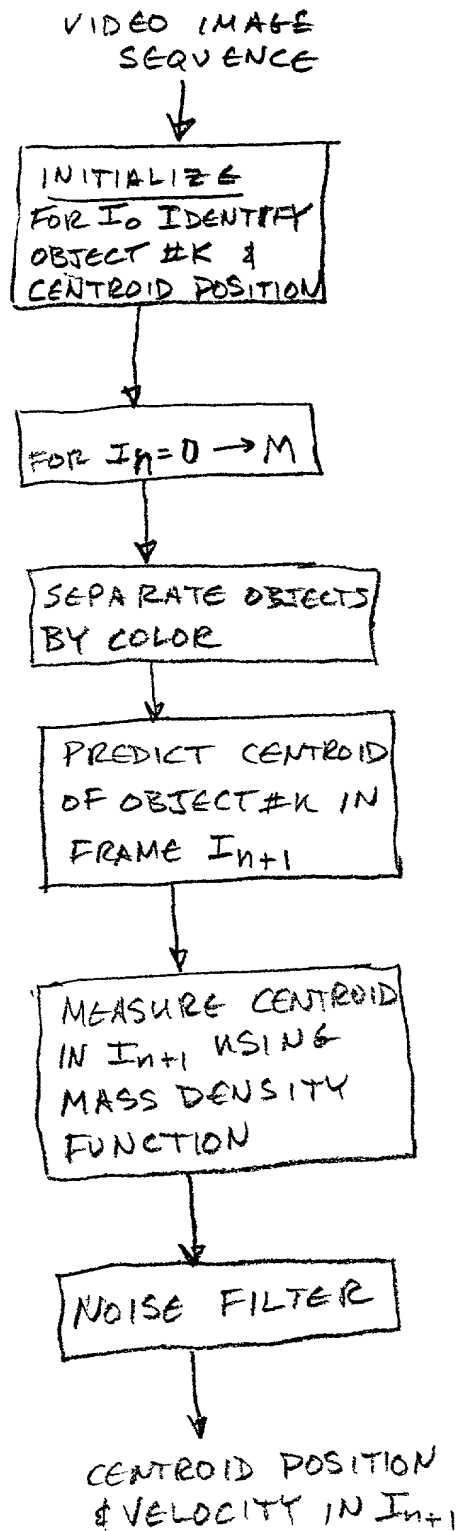 VIDEO IMAGE
SEQUENCE
INITIALIZE
FOR I₀ IDENTIFY
OBJECT #K &
CENTROID POSITION
FOR Iₙ = 0 → M
SEPARATE OBJECTS
BY COLOR
PREDICT CENTROID
OF OBJECT #K IN
FRAME Iₙ₊₁
MEASURE CENTROID
IN Iₙ₊₁ USING
MASS DENSITY
FUNCTION
NOISE FILTER
CENTROID POSITION
& VELOCITY IN Iₙ₊₁